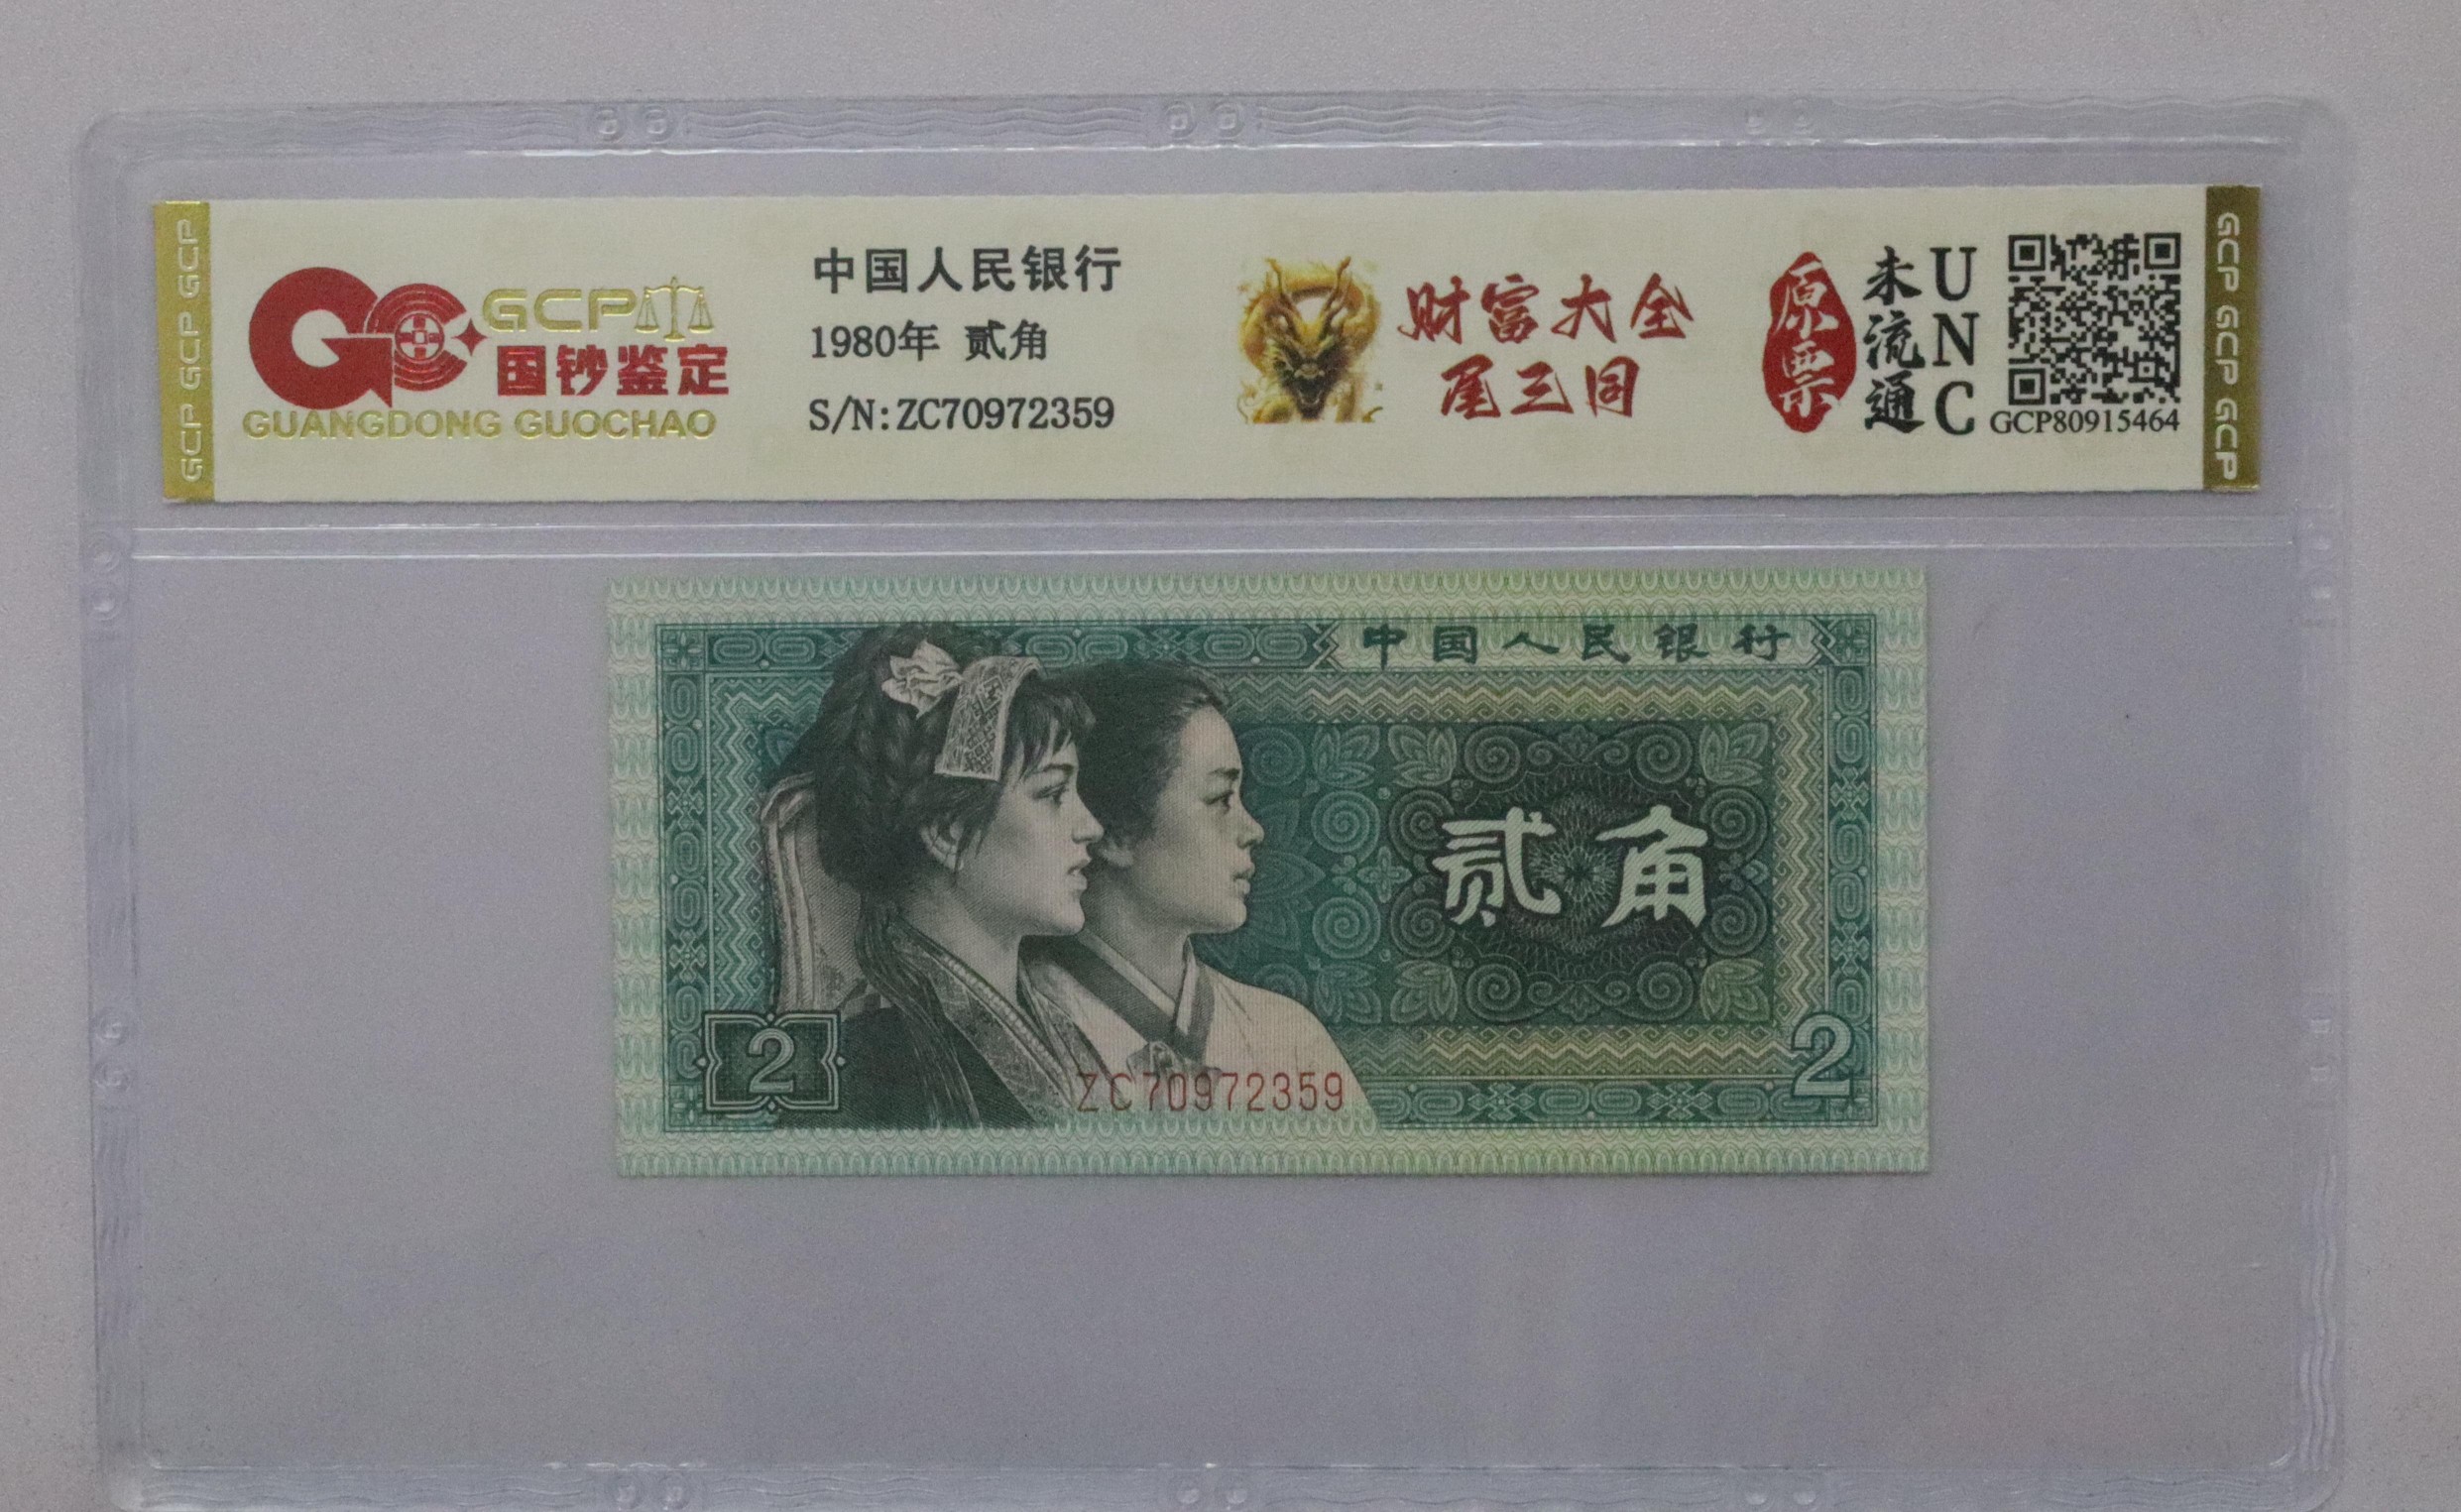 GCP GCP GCP
GCP
国钞鉴定
GUANGDONG GUOCHAO
中国人民银行
1980年 贰角
S/N:ZC70972359
财富大全
尾三同
原票
未流通
UNC
GCP80915464
GCP GCP GCP
中国人民银行
贰角
2
ZC70972359
2